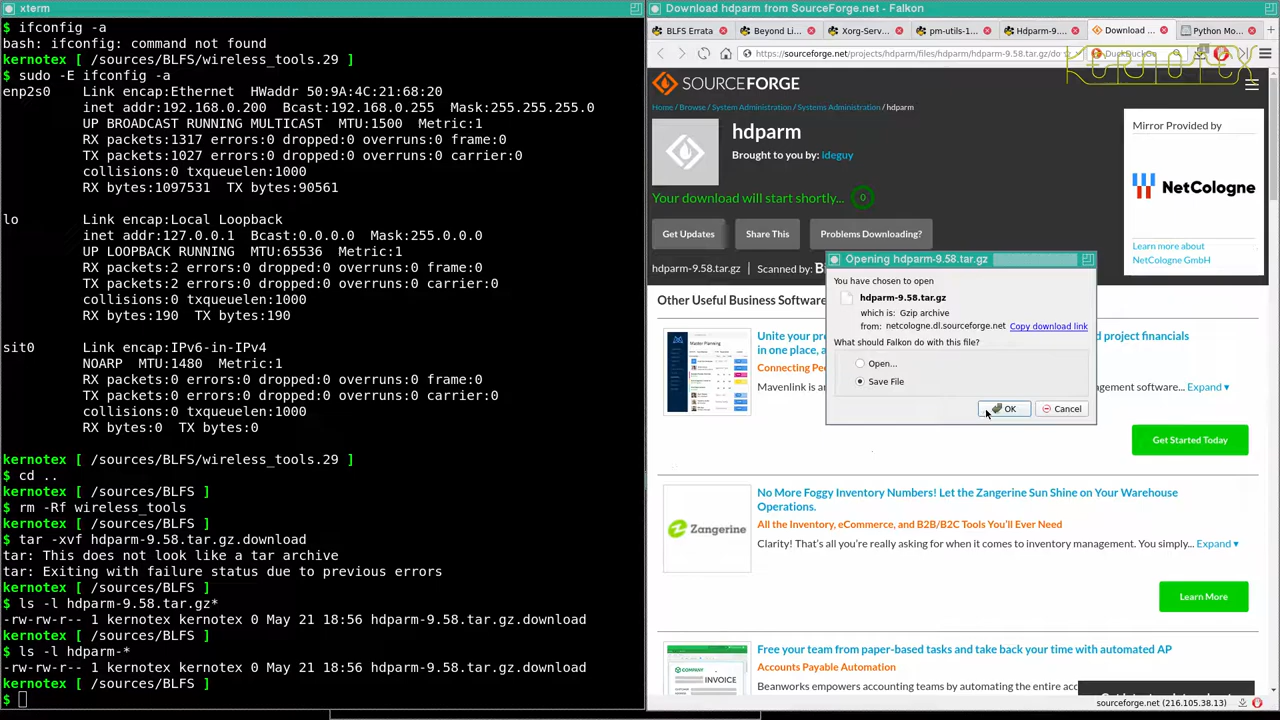 xterm
$ ifconfig -a
bash: ifconfig: command not found
kernotex [ /sources/BLFS/wireless_tools.29 ]
$ sudo -E ifconfig -a
enp2s0    Link encap:Ethernet  HWaddr 50:9A:4C:21:68:20
inet addr:192.168.0.200  Bcast:192.168.0.255  Mask:255.255.255.0
UP BROADCAST RUNNING MULTICAST  MTU:1500  Metric:1
RX packets:1317 errors:0 dropped:0 overruns:0 frame:0
TX packets:1027 errors:0 dropped:0 overruns:0 carrier:0
collisions:0 txqueuelen:1000
RX bytes:1097531  TX bytes:90561
lo        Link encap:Local Loopback
inet addr:127.0.0.1  Bcast:0.0.0.0  Mask:255.0.0.0
UP LOOPBACK RUNNING  MTU:65536  Metric:1
RX packets:2 errors:0 dropped:0 overruns:0 frame:0
TX packets:2 errors:0 dropped:0 overruns:0 carrier:0
collisions:0 txqueuelen:1000
RX bytes:190  TX bytes:190
sit0      Link encap:IPv6-in-IPv4
NOARP  MTU:1480  Metric:1
RX packets:0 errors:0 dropped:0 overruns:0 frame:0
TX packets:0 errors:0 dropped:0 overruns:0 carrier:0
collisions:0 txqueuelen:1000
RX bytes:0  TX bytes:0
kernotex [ /sources/BLFS/wireless_tools.29 ]
$ cd ..
kernotex [ /sources/BLFS ]
$ rm -Rf wireless_tools
kernotex [ /sources/BLFS ]
$ tar -xvf hdparm-9.58.tar.gz.download
tar: This does not look like a tar archive
tar: Exiting with failure status due to previous errors
kernotex [ /sources/BLFS ]
$ ls -l hdparm-9.58.tar.gz*
-rw-rw-r-- 1 kernotex kernotex 0 May 21 18:56 hdparm-9.58.tar.gz.download
kernotex [ /sources/BLFS ]
$ ls -l hdparm-*
-rw-rw-r-- 1 kernotex kernotex 0 May 21 18:56 hdparm-9.58.tar.gz.download
kernotex [ /sources/BLFS ]
$
Download hdparm from SourceForge.net - Falkon
BLFS Errata
Beyond Li...
Xorg-Serv...
pm-utils-1...
Hdparm-9....
Download ...
Python Mo...
https://sourceforge.net/projects/hdparm/files/hdparm/hdparm-9.58.tar.gz/do
DuckDuckGo
KERNOTEX
SOURCEFORGE
Home / Browse / System Administration / Systems Administration / hdparm
hdparm
Brought to you by: ideguy
Your download will start shortly... 0
Get Updates
Share This
Problems Downloading?
hdparm-9.58.tar.gz | Scanned by: B
Mirror Provided by
NetCologne
Learn more about
NetCologne GmbH
Opening hdparm-9.58.tar.gz
You have chosen to open
hdparm-9.58.tar.gz
which is: Gzip archive
from: netcologne.dl.sourceforge.net Copy download link
What should Falkon do with this file?
Open...
Save File
OK
Cancel
Other Useful Business Software
Unite your pr
d project financials
in one place, a
Connecting Pe
Mavenlink is a
nagement software... Expand ▾
Get Started Today
Zangerine
No More Foggy Inventory Numbers! Let the Zangerine Sun Shine on Your Warehouse
Operations.
All the Inventory, eCommerce, and B2B/B2C Tools You'll Ever Need
Clarity! That's all you're really asking for when it comes to inventory management. You simply... Expand ▾
Learn More
COMPANY
INVOICE
Free your team from paper-based tasks and take back your time with automated AP
Accounts Payable Automation
Beanworks empowers accounting teams by automating the entire acc
sourceforge.net (216.105.38.13)